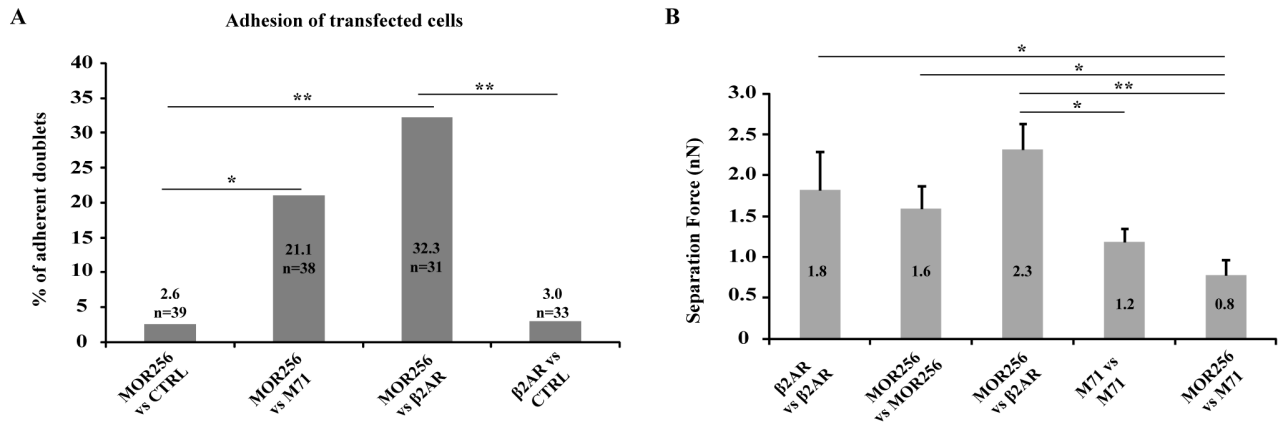 A
Adhesion of transfected cells
% of adherent doublets
40
35
30
25
20
15
10
5
0
**
**
*
2.6
n=39
21.1
n=38
32.3
n=31
3.0
n=33
MOR256
vs CTRL
MOR256
vs M71
MOR256
vs β2AR
β2AR vs
CTRL
B
Separation Force (nN)
3.0
2.5
2.0
1.5
1.0
0.5
0
*
*
**
*
1.8
1.6
2.3
1.2
0.8
β2AR
vs β2AR
MOR256
vs MOR256
MOR256
vs β2AR
M71 vs
M71
MOR256
vs M71